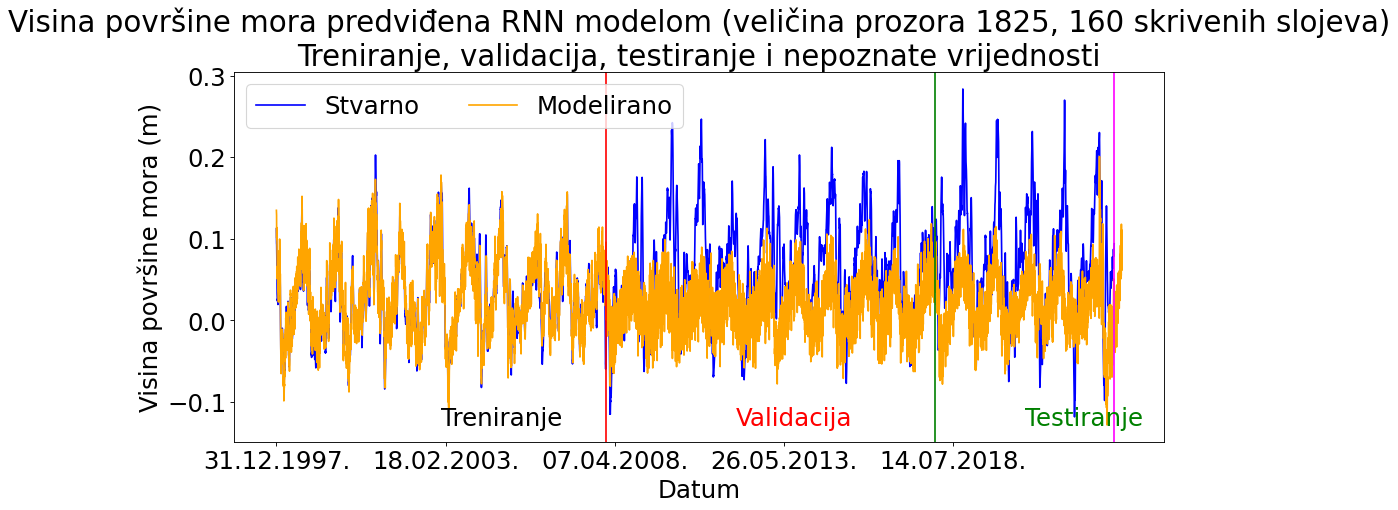 Visina površine mora predviđena RNN modelom (veličina prozora 1825, 160 skrivenih slojeva)
Treniranje, validacija, testiranje i nepoznate vrijednosti
Stvarno
Modelirano
Visina površine mora (m)
0.3
0.2
0.1
0.0
−0.1
Treniranje
Validacija
Testiranje
31.12.1997.
18.02.2003.
07.04.2008.
26.05.2013.
14.07.2018.
Datum